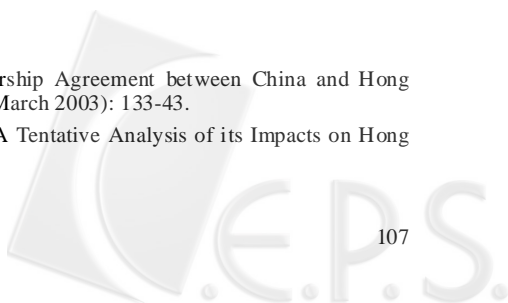 rship Agreement between China and Hong
March 2003): 133-43.
A Tentative Analysis of its Impacts on Hong
107
C.E.P.S.